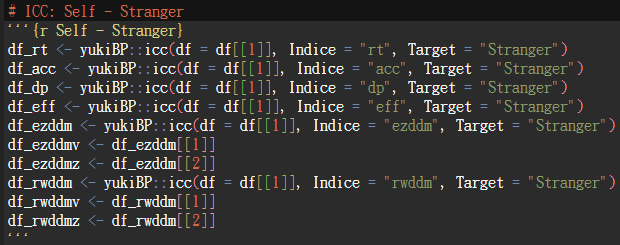 # ICC: Self - Stranger
```{r Self - Stranger}
df_rt <- yukiBP::icc(df = df[[1]], Indice = "rt", Target = "Stranger")
df_acc <- yukiBP::icc(df = df[[1]], Indice = "acc", Target = "Stranger")
df_dp <- yukiBP::icc(df = df[[1]], Indice = "dp", Target = "Stranger")
df_eff <- yukiBP::icc(df = df[[1]], Indice = "eff", Target = "Stranger")
df_ezddm <- yukiBP::icc(df = df[[1]], Indice = "ezddm", Target = "Stranger")
df_ezddmv <- df_ezddm[[1]]
df_ezddmz <- df_ezddm[[2]]
df_rwddm <- yukiBP::icc(df = df[[1]], Indice = "rwddm", Target = "Stranger")
df_rwddmv <- df_rwddm[[1]]
df_rwddmz <- df_rwddm[[2]]
```